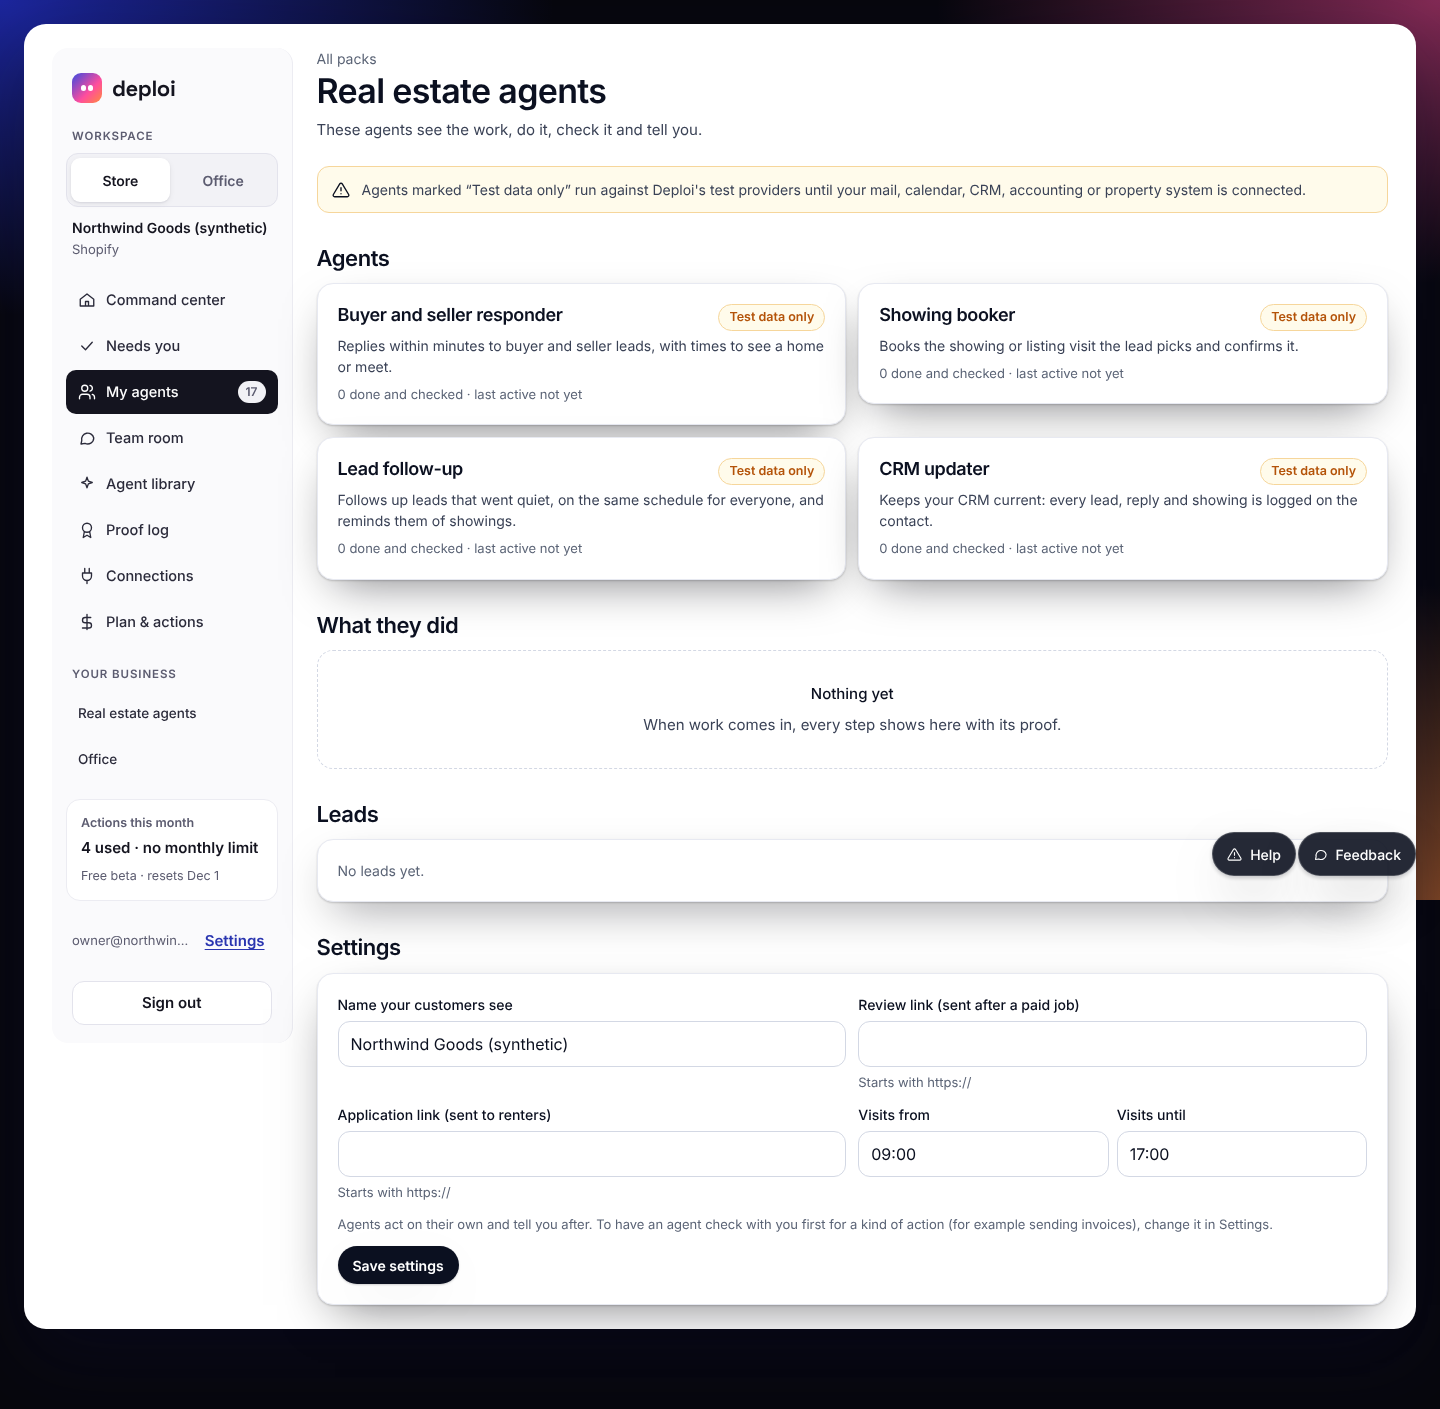 deploi
WORKSPACE
Store
Office
Northwind Goods (synthetic)
Shopify
Command center
Needs you
My agents
17
Team room
Agent library
Proof log
Connections
Plan & actions
YOUR BUSINESS
Real estate agents
Office
Actions this month
4 used · no monthly limit
Free beta · resets Dec 1
owner@northwin...
Settings
Sign out
All packs
Real estate agents
These agents see the work, do it, check it and tell you.
Agents marked “Test data only” run against Deploi's test providers until your mail, calendar, CRM, accounting or property system is connected.
Agents
Buyer and seller responder
Test data only
Replies within minutes to buyer and seller leads, with times to see a home
or meet.
0 done and checked · last active not yet
Showing booker
Test data only
Books the showing or listing visit the lead picks and confirms it.
0 done and checked · last active not yet
Lead follow-up
Test data only
Follows up leads that went quiet, on the same schedule for everyone, and
reminds them of showings.
0 done and checked · last active not yet
CRM updater
Test data only
Keeps your CRM current: every lead, reply and showing is logged on the
contact.
0 done and checked · last active not yet
What they did
Nothing yet
When work comes in, every step shows here with its proof.
Leads
No leads yet.
Help
Feedback
Settings
Name your customers see
Northwind Goods (synthetic)
Review link (sent after a paid job)
Starts with https://
Application link (sent to renters)
Starts with https://
Visits from
09:00
Visits until
17:00
Agents act on their own and tell you after. To have an agent check with you first for a kind of action (for example sending invoices), change it in Settings.
Save settings